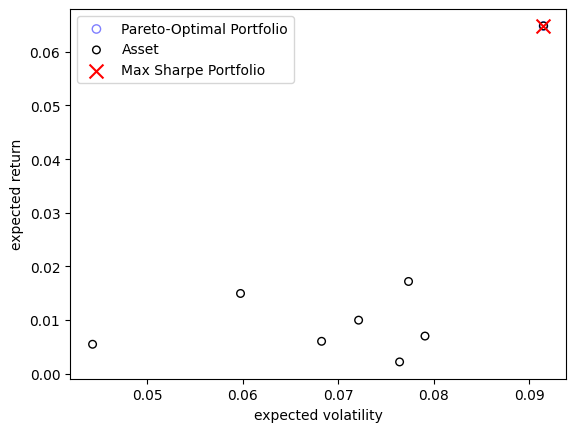 Pareto-Optimal Portfolio
Asset
Max Sharpe Portfolio
0.06
0.05
0.04
0.03
0.02
0.01
0.00
expected return
0.05 0.06 0.07 0.08 0.09
expected volatility